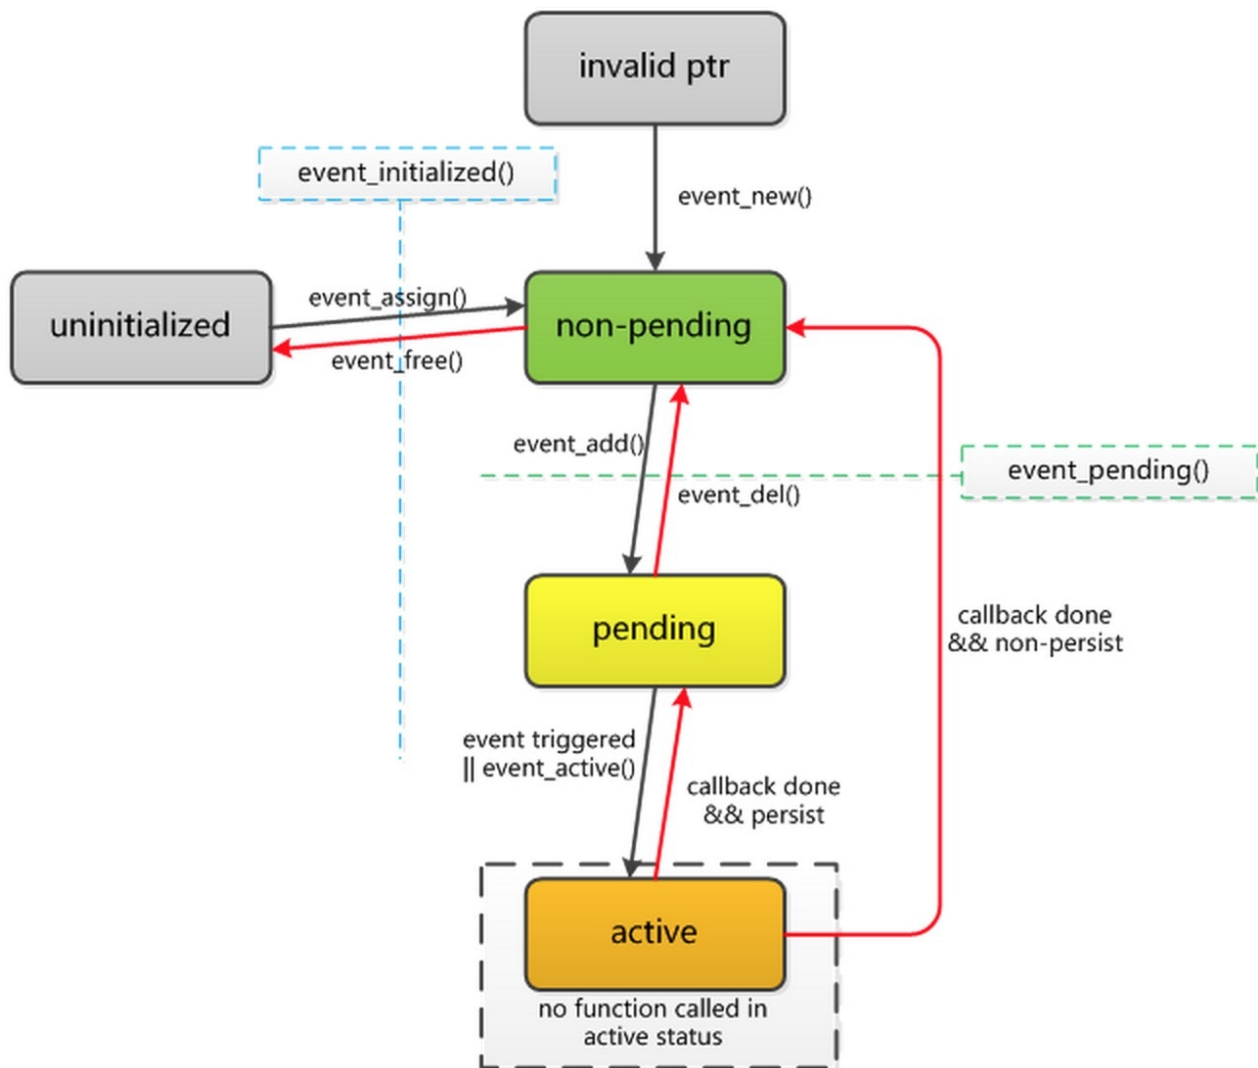 invalid ptr
event_initialized()
event_new()
uninitialized
event_assign()
event_free()
non-pending
event_add()
event_del()
event_pending()
pending
callback done
&& non-persist
event triggered
|| event_active()
callback done
&& persist
active
no function called in
active status